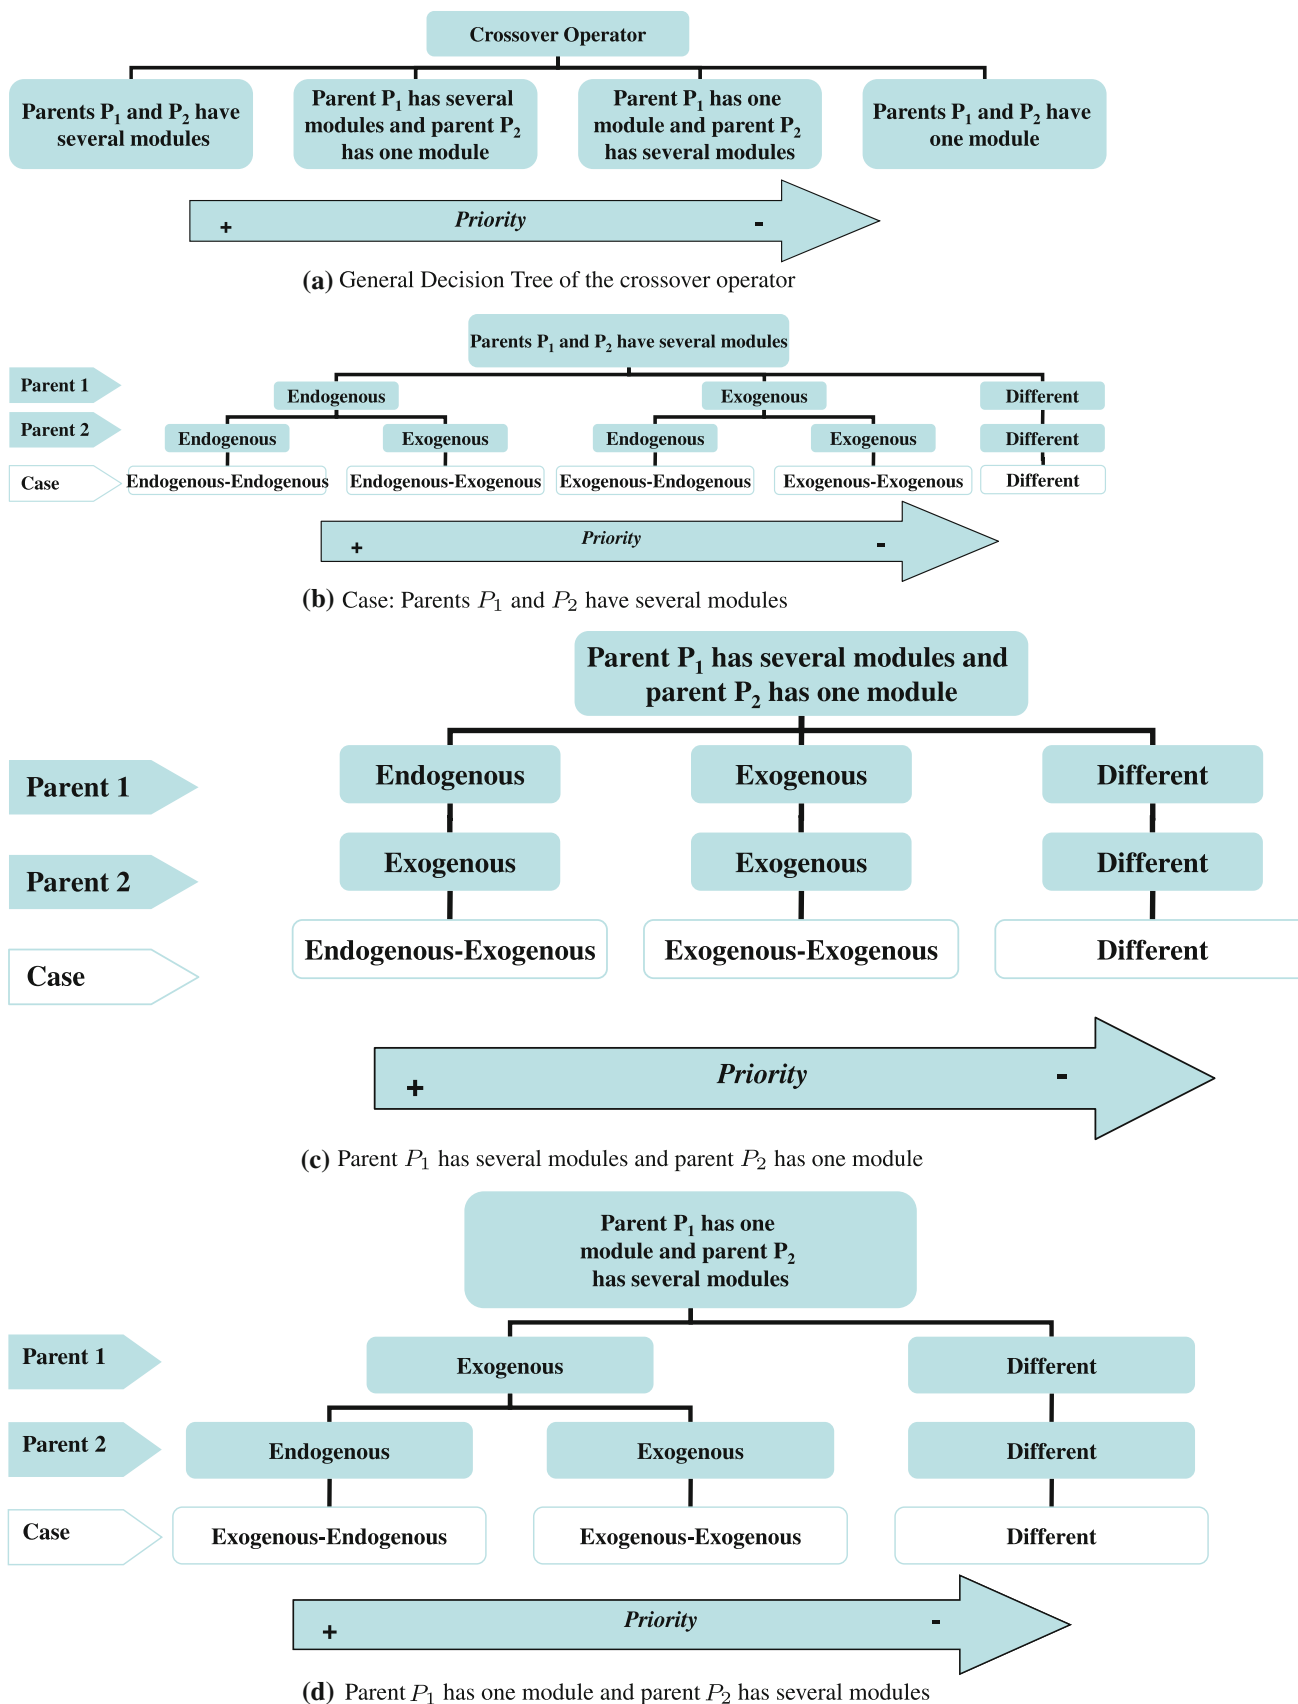 Crossover Operator
Parents P1 and P2 have
several modules
Parent P1 has several
modules and parent P2
has one module
Parent P1 has one
module and parent P2
has several modules
Parents P1 and P2 have
one module
Priority
+ -
(a) General Decision Tree of the crossover operator
Parents P1 and P2 have several modules
Parent 1
Endogenous Exogenous Different
Parent 2
Endogenous Exogenous Endogenous Exogenous Different
Case
Endogenous-Endogenous Endogenous-Exogenous Exogenous-Endogenous Exogenous-Exogenous Different
Priority
+ -
(b) Case: Parents P1 and P2 have several modules
Parent P1 has several modules and
parent P2 has one module
Parent 1
Endogenous Exogenous Different
Parent 2
Exogenous Exogenous Different
Case
Endogenous-Exogenous Exogenous-Exogenous Different
Priority
+ -
(c) Parent P1 has several modules and parent P2 has one module
Parent P1 has one
module and parent P2
has several modules
Parent 1
Exogenous Different
Parent 2
Endogenous Exogenous Different
Case
Exogenous-Endogenous Exogenous-Exogenous Different
Priority
+ -
(d) Parent P1 has one module and parent P2 has several modules